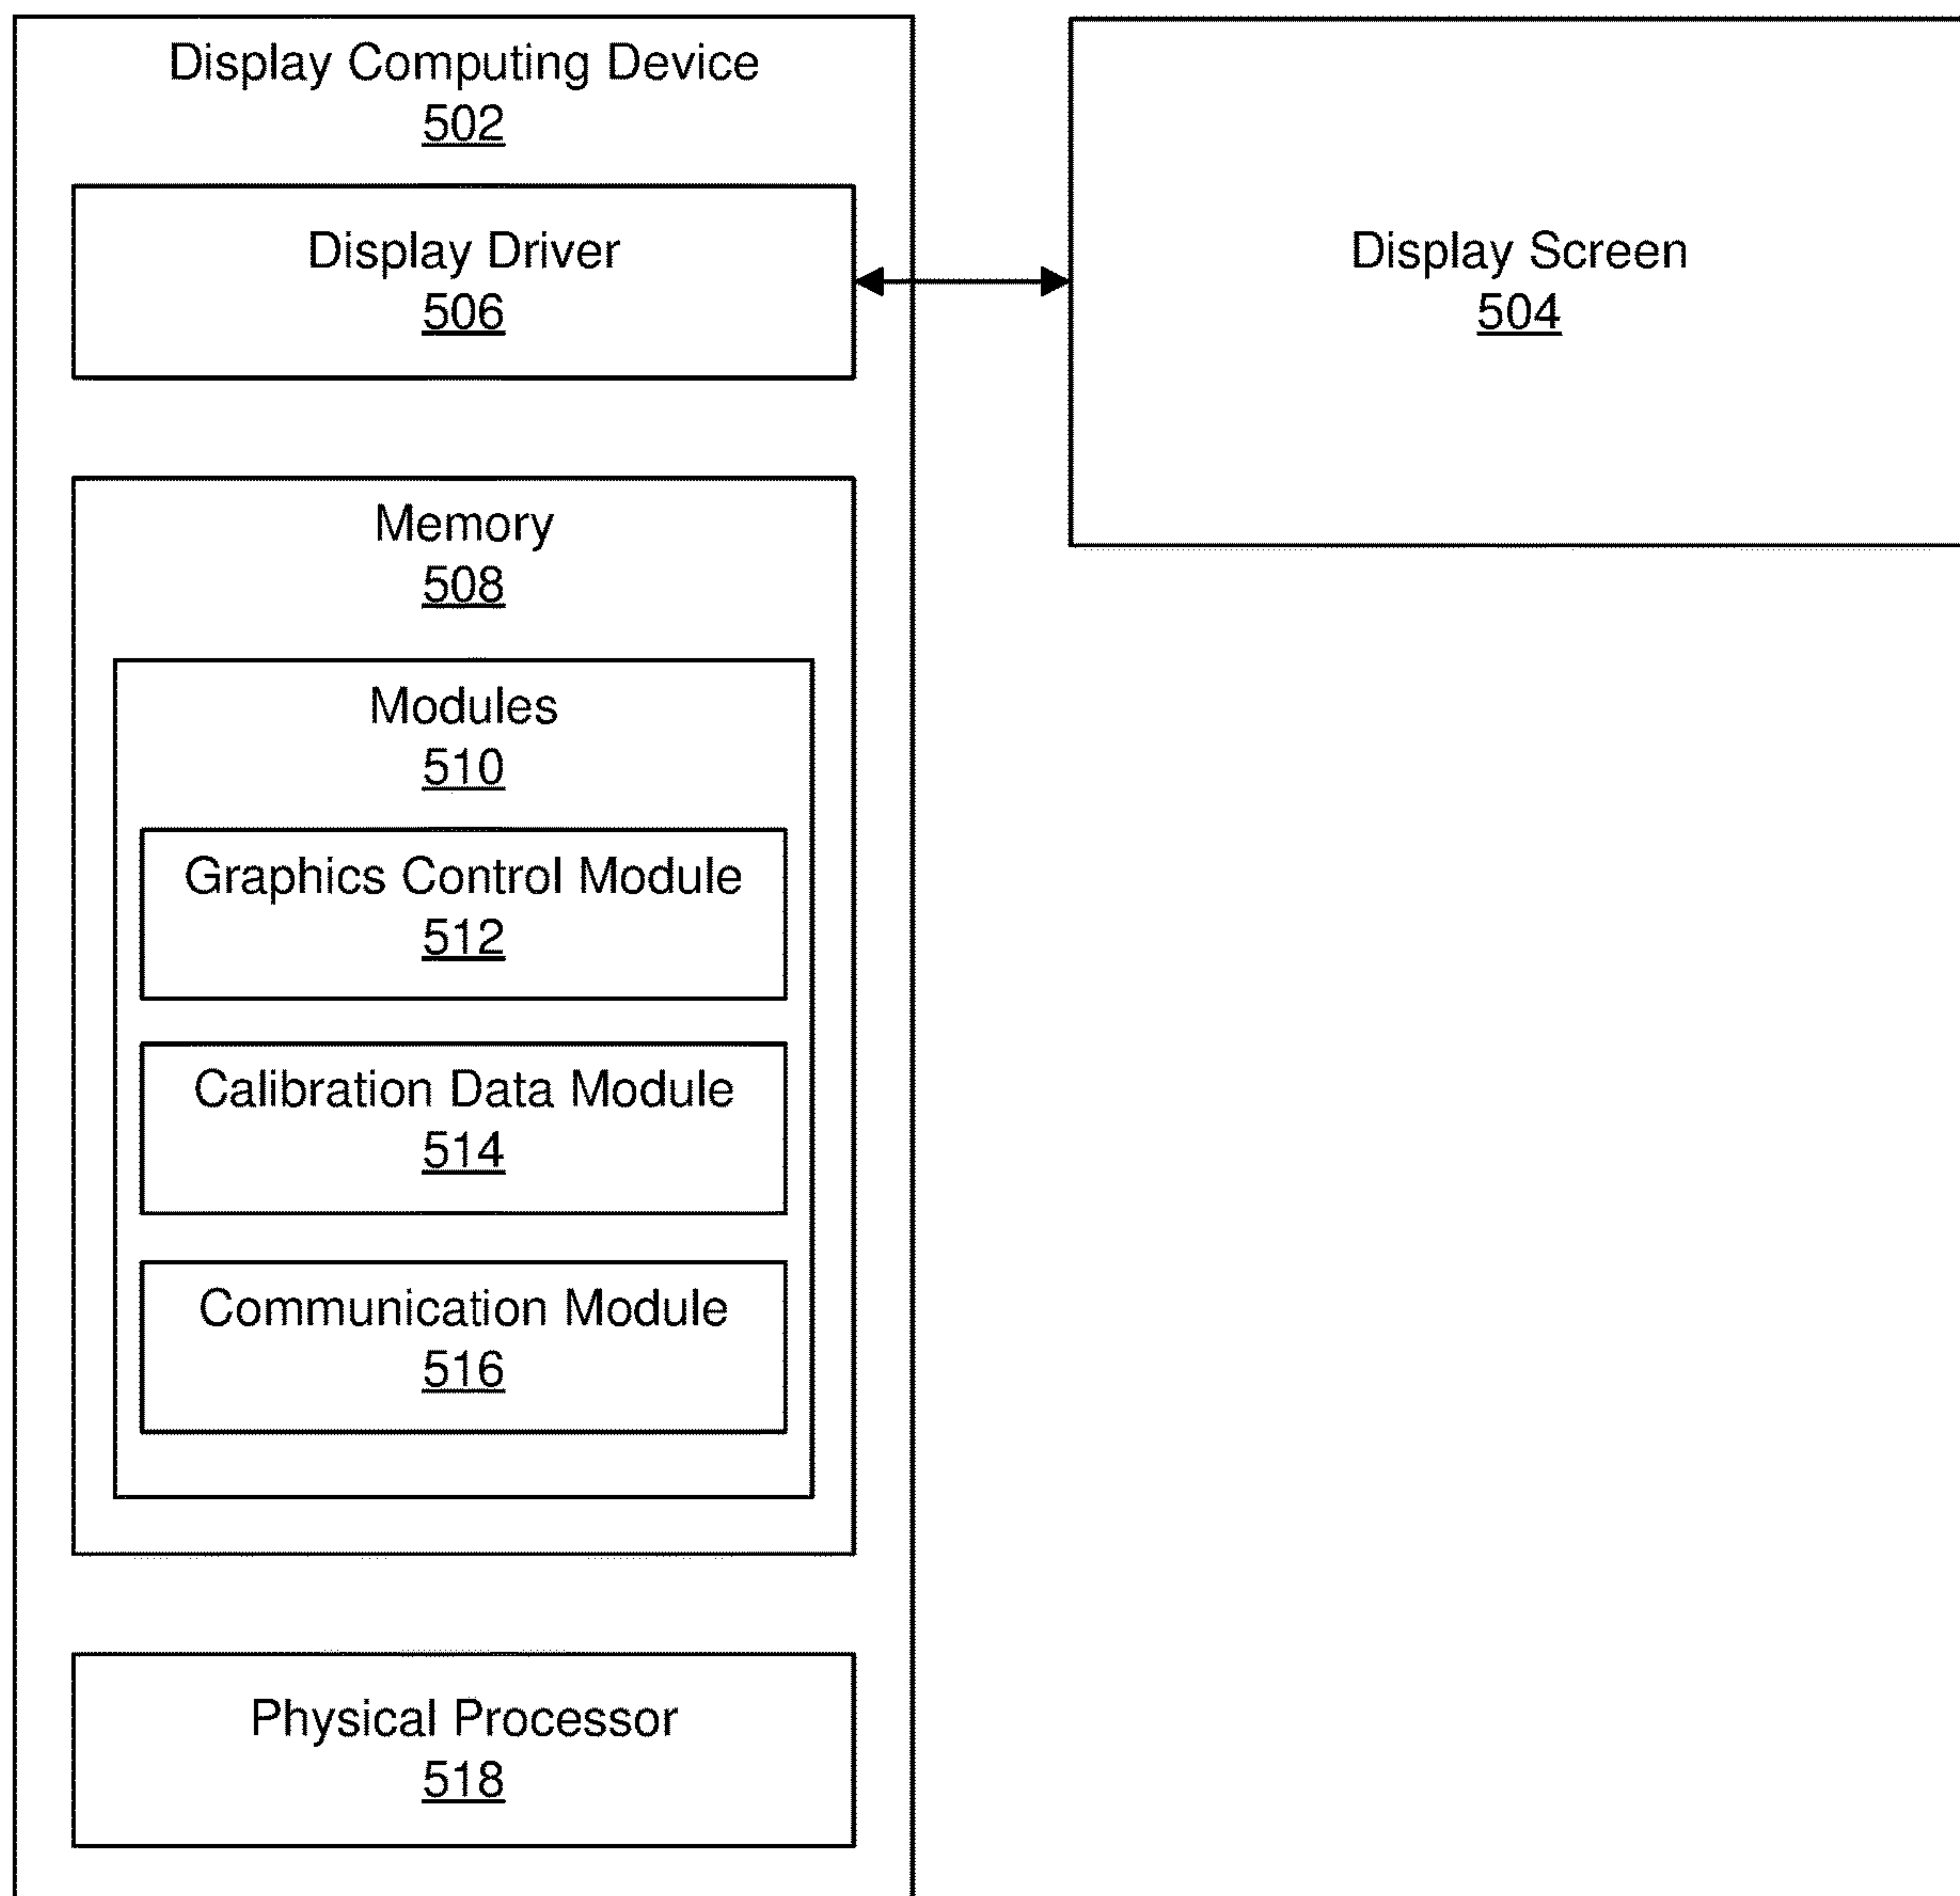 Display Computing Device
502
Display Driver
506
Display Screen
504
Memory
508
Modules
510
Graphics Control Module
512
Calibration Data Module
514
Communication Module
516
Physical Processor
518